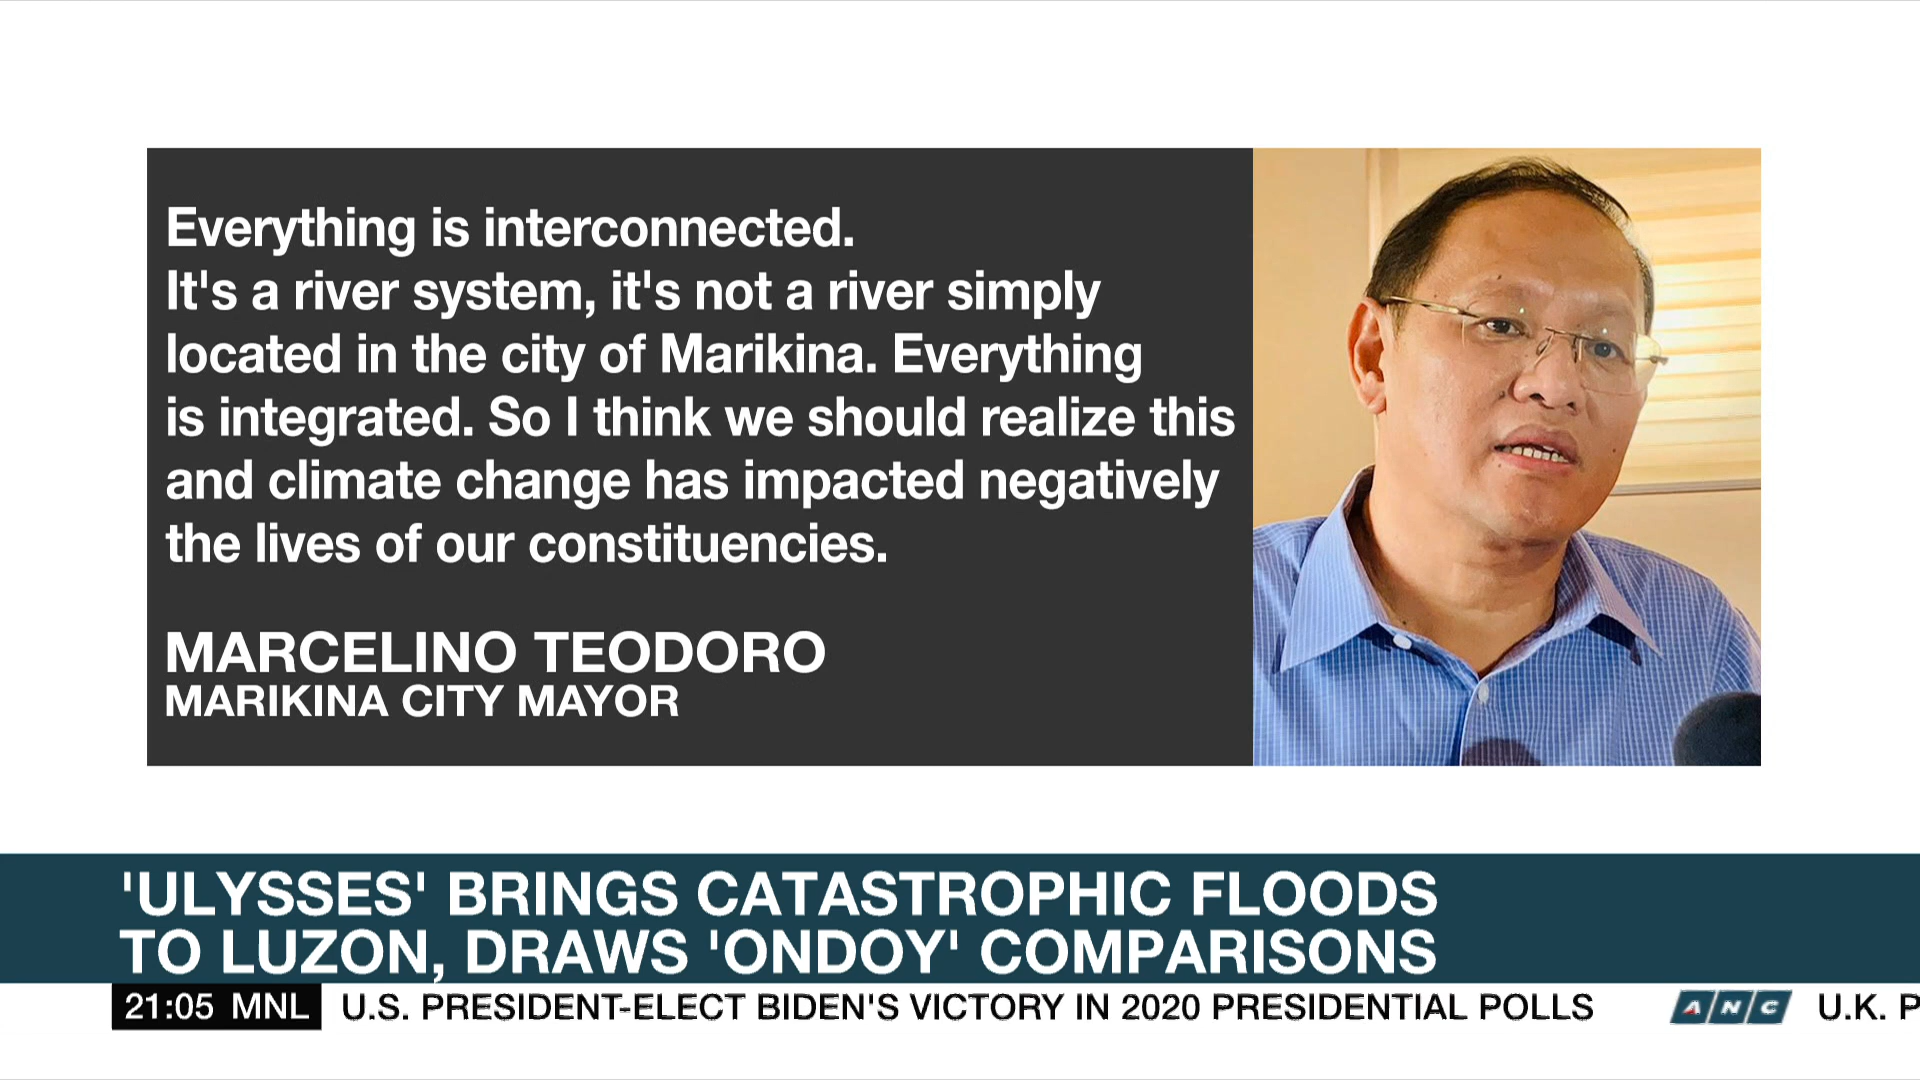 Everything is interconnected.
It's a river system, it's not a river simply
located in the city of Marikina. Everything
is integrated. So I think we should realize this
and climate change has impacted negatively
the lives of our constituencies.
MARCELINO TEODORO
MARIKINA CITY MAYOR
'ULYSSES' BRINGS CATASTROPHIC FLOODS
TO LUZON, DRAWS 'ONDOY' COMPARISONS
21:05 MNL U.S. PRESIDENT-ELECT BIDEN'S VICTORY IN 2020 PRESIDENTIAL POLLS ANC U.K. P